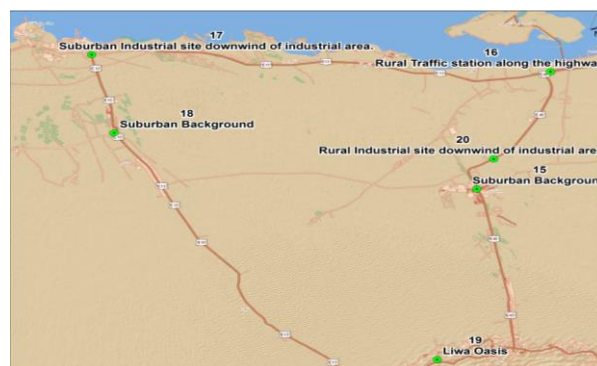 17
Suburban Industrial site downwind of industrial area.
16
Rural Traffic station along the highwa
18
Suburban Background
20
Rural Industrial site downwind of industrial are
15
Suburban Backgroun
19
Liwa Oasis